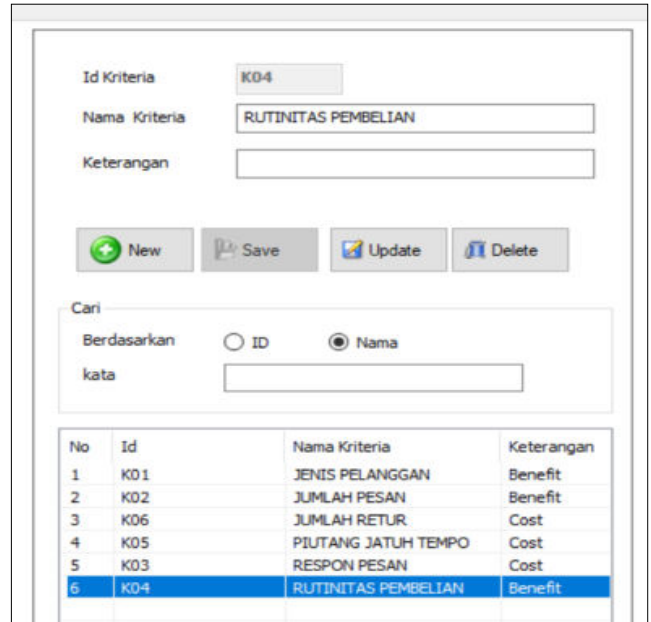 Id Kriteria K04
Nama Kriteria RUTINITAS PEMBELIAN
Keterangan
New Save Update Delete
Cari
Berdasarkan ID Nama
kata
No Id Nama Kriteria Keterangan
1 K01 JENIS PELANGGAN Benefit
2 K02 JUMLAH PESAN Benefit
3 K06 JUMLAH RETUR Cost
4 K05 PIUTANG JATUH TEMPO Cost
5 K03 RESPON PESAN Cost
6 K04 RUTINITAS PEMBELIAN Benefit